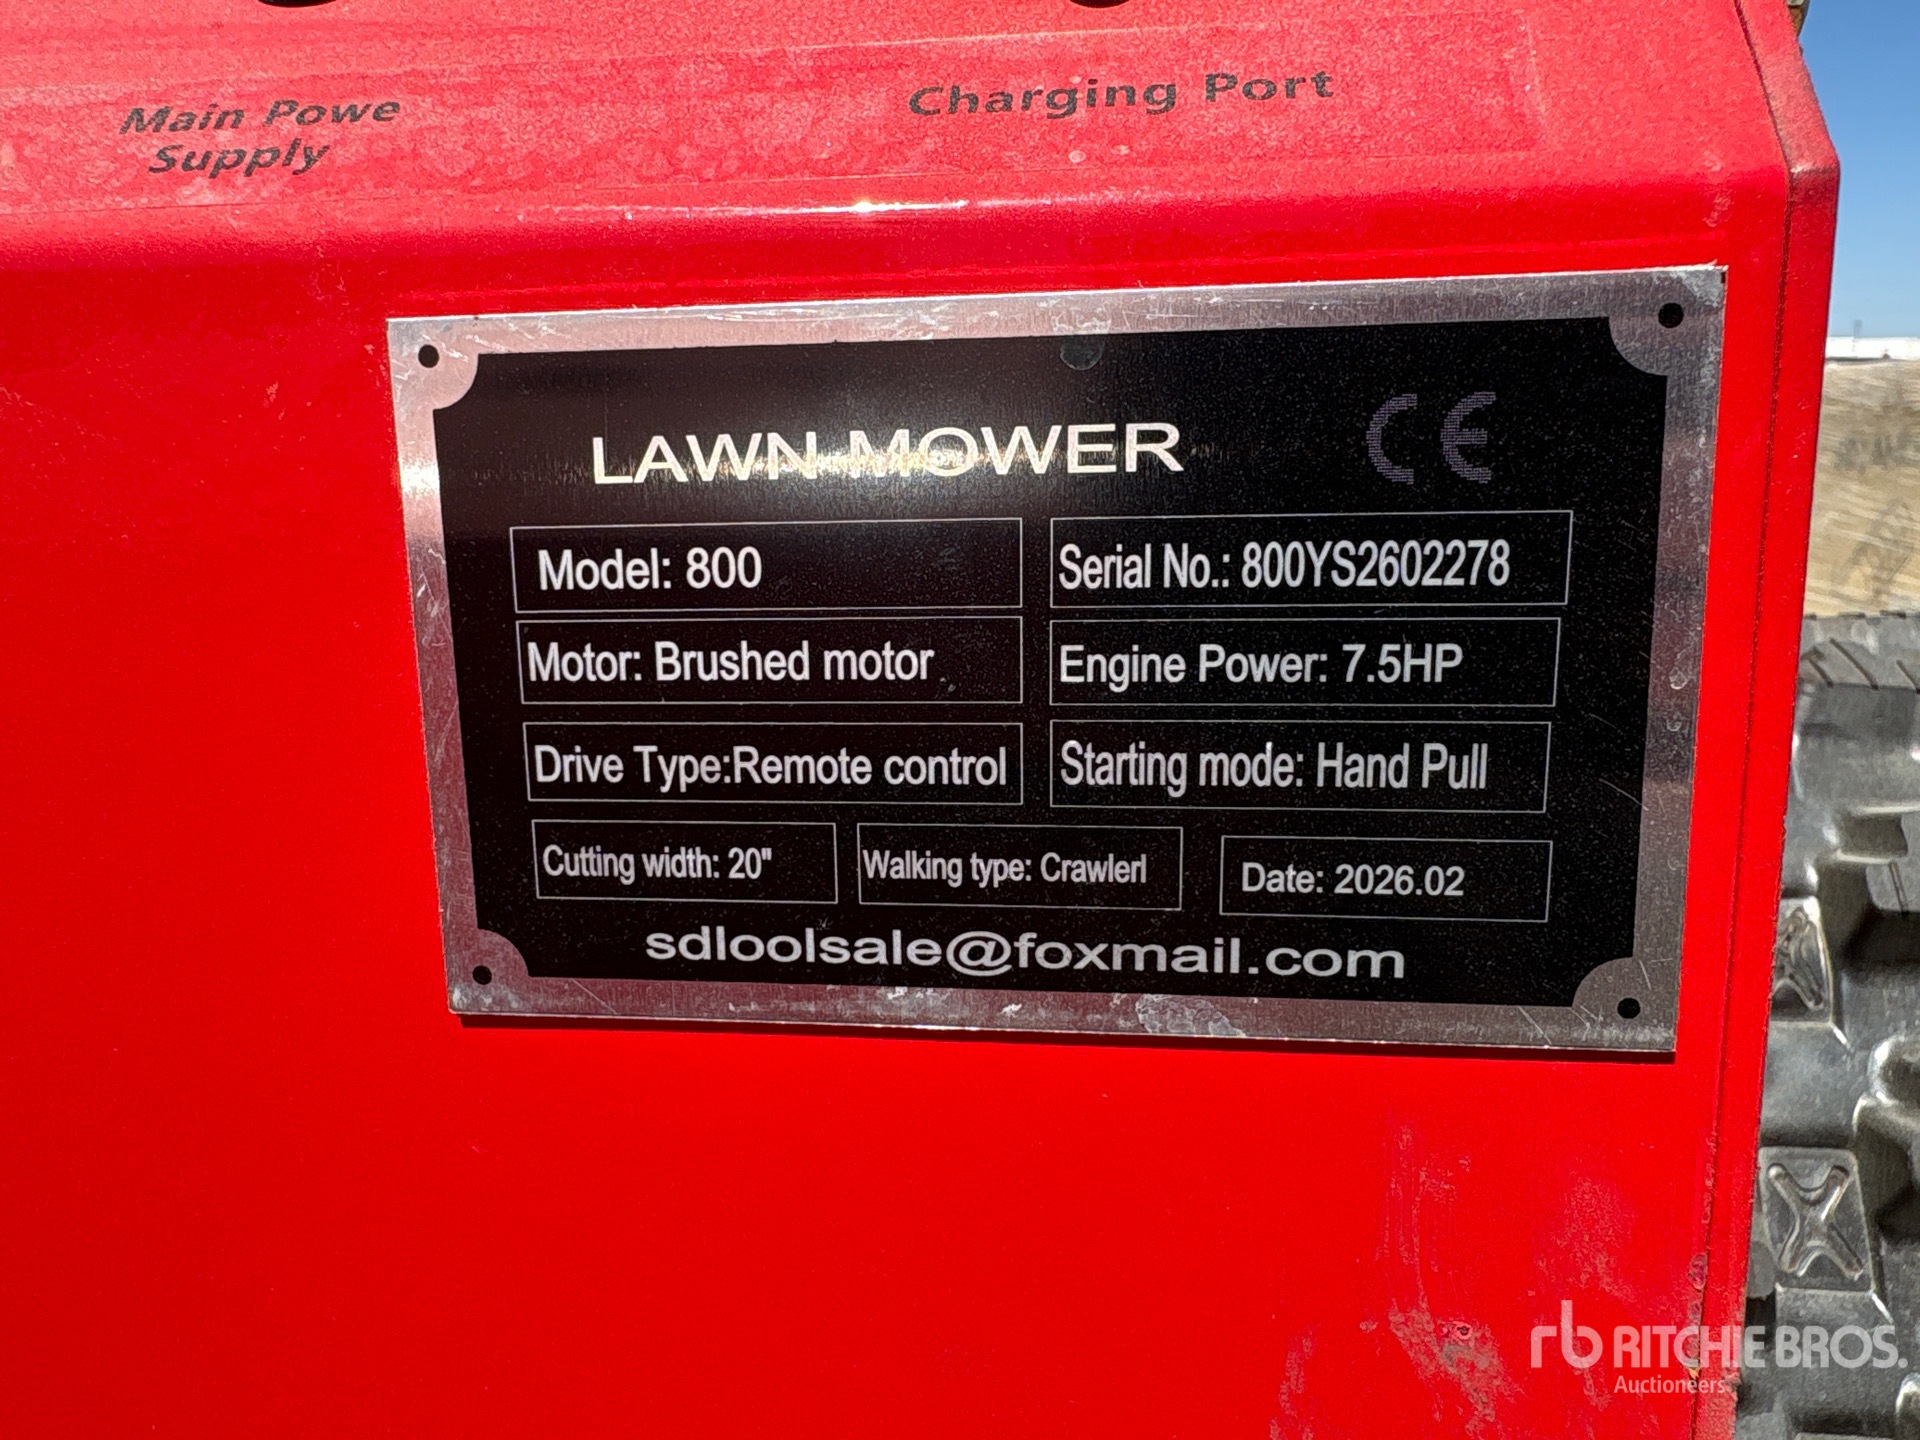 Main Powe
Supply
Charging Port
LAWN MOWER CE
Model: 800
Serial No.: 800YS2602278
Motor: Brushed motor
Engine Power: 7.5HP
Drive Type:Remote control
Starting mode: Hand Pull
Cutting width: 20"
Walking type: Crawlerl
Date: 2026.02
sdloolsale@foxmail.com
rb RITCHIE BROS.
Auctioneers